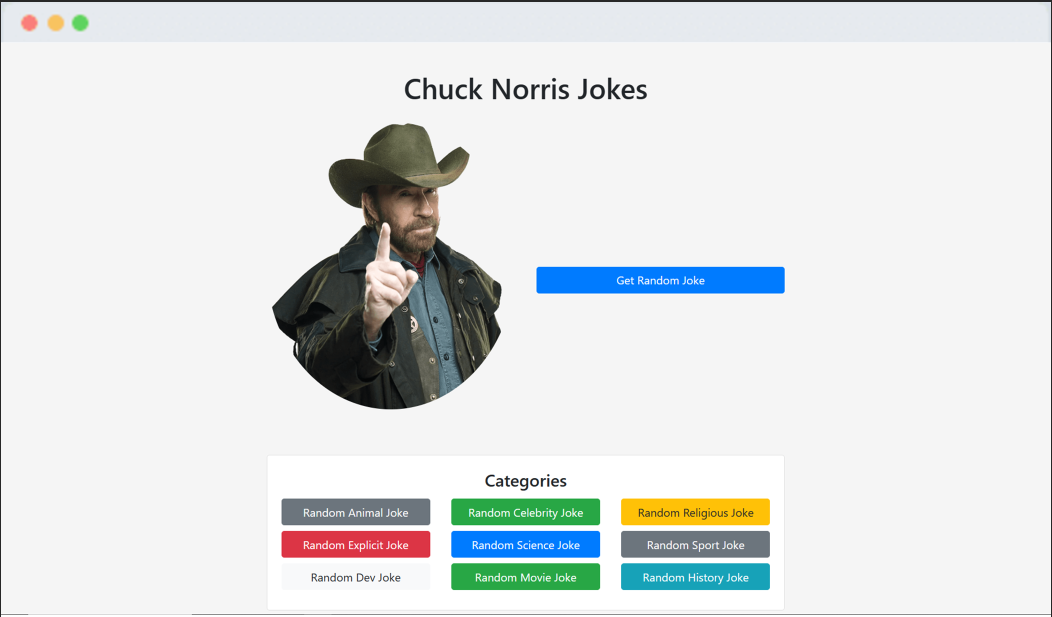 Chuck Norris Jokes
Get Random Joke
Categories
Random Animal Joke
Random Celebrity Joke
Random Religious Joke
Random Explicit Joke
Random Science Joke
Random Sport Joke
Random Dev Joke
Random Movie Joke
Random History Joke